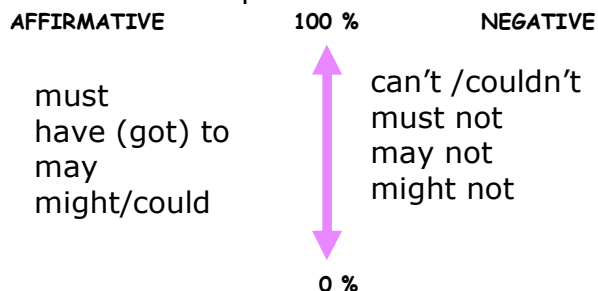 AFFIRMATIVE 100 % NEGATIVE
must
have (got) to
may
might/could
can't /couldn't
must not
may not
might not
0 %